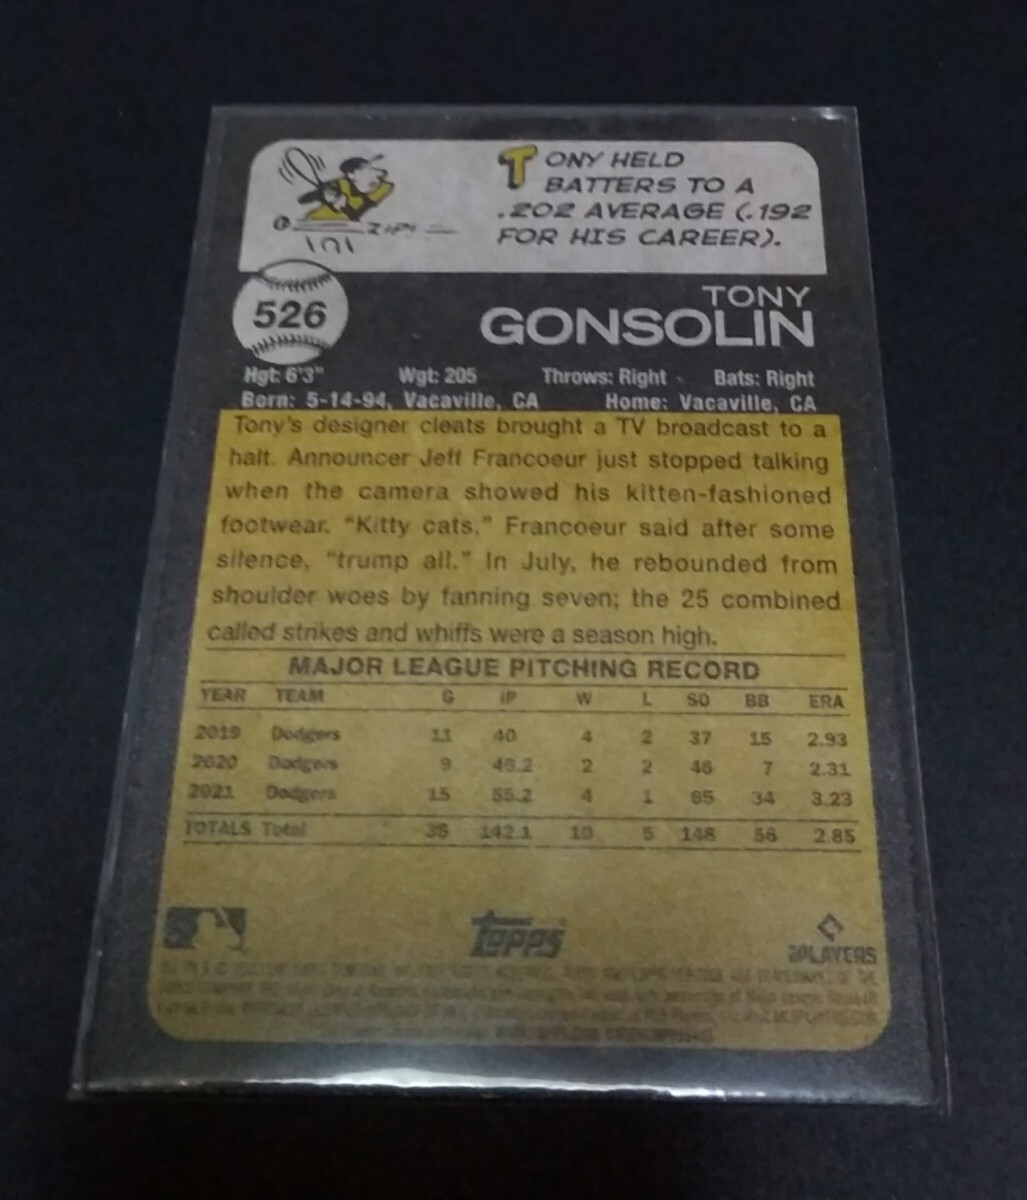 TONY HELD
BATTERS TO A
.202 AVERAGE (.192
FOR HIS CAREER).
ZIP!
526
TONY
GONSOLIN
Hgt: 6'3" Wgt: 205 Throws: Right Bats: Right
Born: 5-14-94, Vacaville, CA Home: Vacaville, CA
Tony's designer cleats brought a TV broadcast to a
halt. Announcer Jeff Francoeur just stopped talking
when the camera showed his kitten-fashioned
footwear. "Kitty cats," Francoeur said after some
silence, "trump all." In July, he rebounded from
shoulder woes by fanning seven; the 25 combined
called strikes and whiffs were a season high.
MAJOR LEAGUE PITCHING RECORD
YEAR TEAM G IP W L SO BB ERA
2019 Dodgers 11 40 4 2 37 15 2.93
2020 Dodgers 9 46.2 2 2 46 7 2.31
2021 Dodgers 15 55.2 4 1 65 34 3.23
TOTALS Total 35 142.1 10 5 148 56 2.85
Topps
PLAYERS